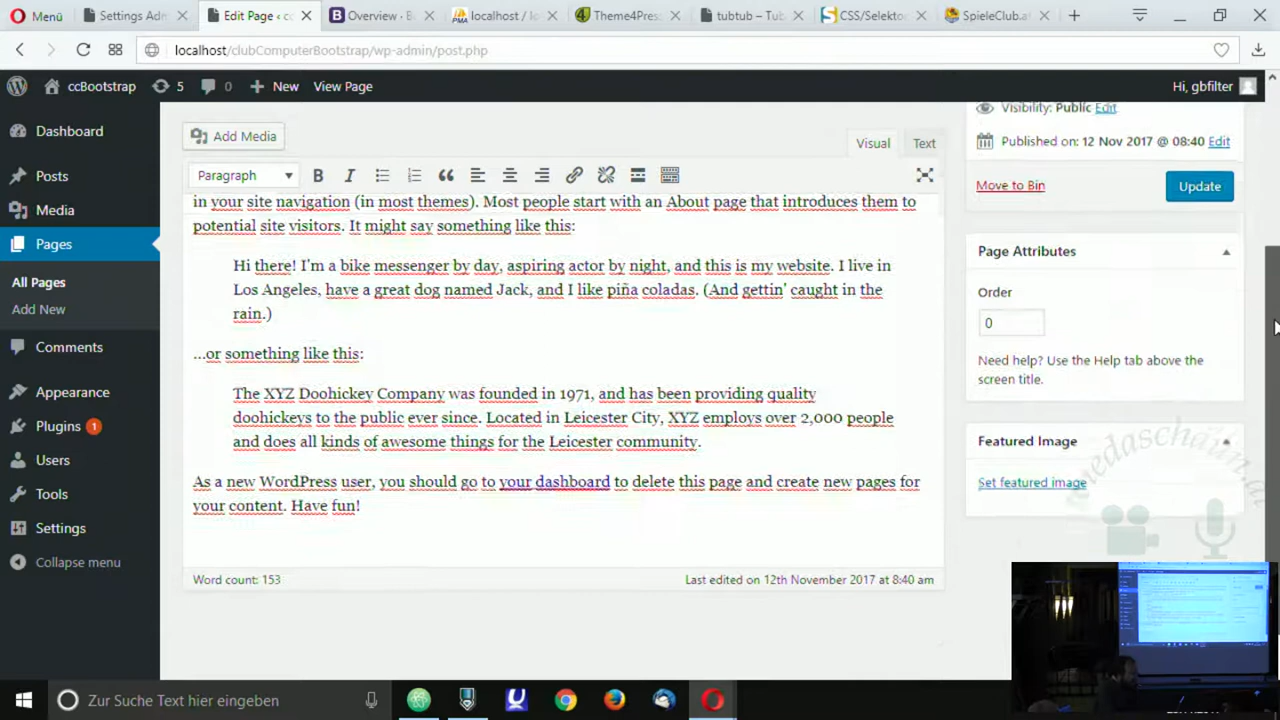 Menü
Settings Adm
Edit Page ‹ cc
Overview · B
localhost / lo
Theme4Pres
tubtub – Tub
CSS/Selekto
SpieleClub.a
localhost/clubComputerBootstrap/wp-admin/post.php
ccBootstrap
5
0
New
View Page
Hi, gbfilter
Dashboard
Posts
Media
Pages
All Pages
Add New
Comments
Appearance
Plugins 1
Users
Tools
Settings
Collapse menu
Add Media
Visual
Text
Paragraph
in your site navigation (in most themes). Most people start with an About page that introduces them to
potential site visitors. It might say something like this:
Hi there! I'm a bike messenger by day, aspiring actor by night, and this is my website. I live in
Los Angeles, have a great dog named Jack, and I like piña coladas. (And gettin' caught in the
rain.)
...or something like this:
The XYZ Doohickey Company was founded in 1971, and has been providing quality
doohickeys to the public ever since. Located in Leicester City, XYZ employs over 2,000 people
and does all kinds of awesome things for the Leicester community.
As a new WordPress user, you should go to your dashboard to delete this page and create new pages for
your content. Have fun!
Word count: 153
Last edited on 12th November 2017 at 8:40 am
Visibility: Public Edit
Published on: 12 Nov 2017 @ 08:40 Edit
Move to Bin
Update
Page Attributes
Order
0
Need help? Use the Help tab above the
screen title.
Featured Image
Set featured image
Zur Suche Text hier eingeben